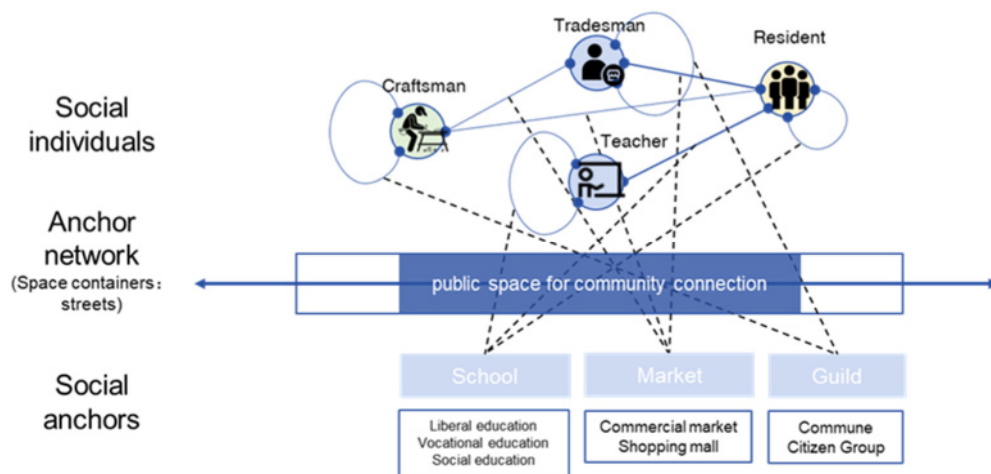 Tradesman
Resident
Craftsman
Social
individuals
Teacher
Anchor
network
(Space containers：
streets)
public space for community connection
School
Market
Guild
Social
anchors
Liberal education
Vocational education
Social education
Commercial market
Shopping mall
Commune
Citizen Group